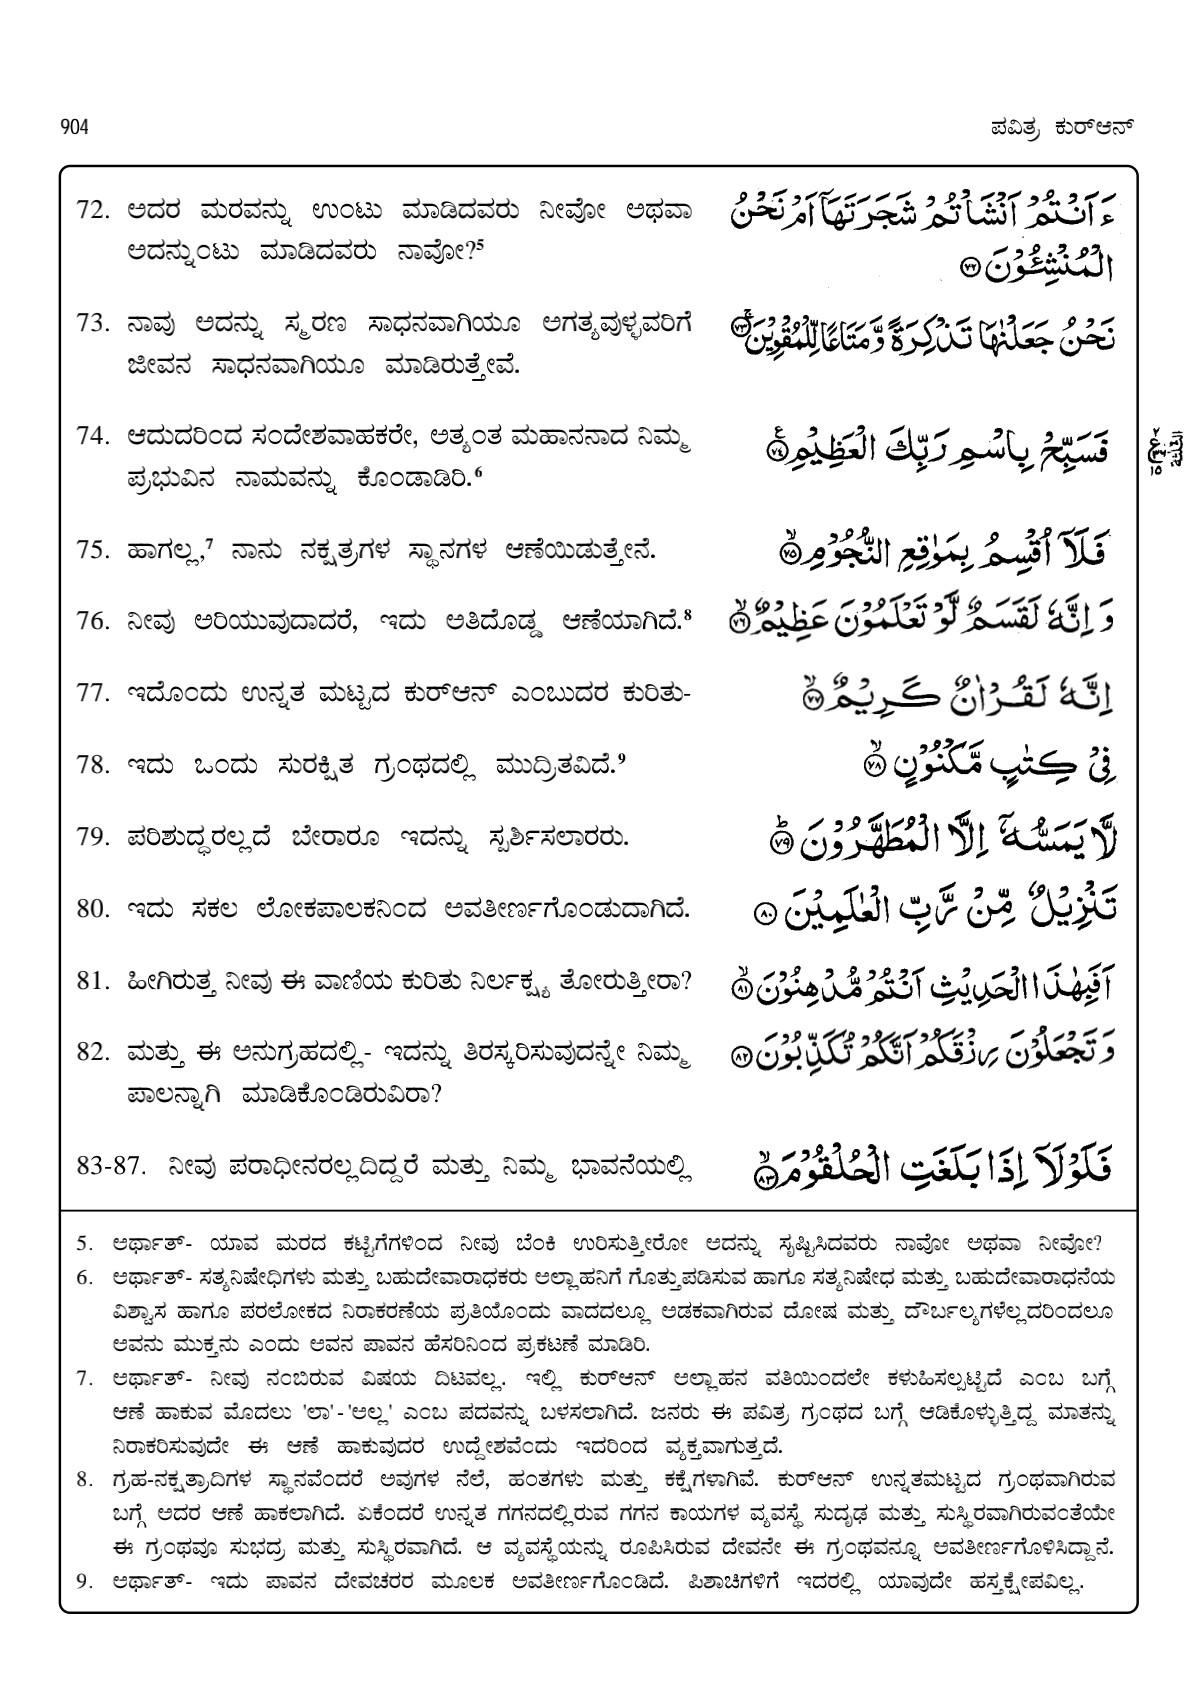 904
ಪವಿತ್ರ ಕುರ್‌ಆನ್
72. ಅದರ ಮರವನ್ನು ಉಂಟು ಮಾಡಿದವರು ನೀವೋ ಅಥವಾ
ಅದನ್ನುಂಟು ಮಾಡಿದವರು ನಾವೋ?⁵
ءَاَنْتُمْ اَنْشَاْتُمْ شَجَرَتَهَاۤ اَمْ نَحْنُ
الْمُنْشِـُٔوْنَ ﴿۷۲﴾
73. ನಾವು ಅದನ್ನು ಸ್ಮರಣ ಸಾಧನವಾಗಿಯೂ ಅಗತ್ಯವುಳ್ಳವರಿಗೆ
ಜೀವನ ಸಾಧನವಾಗಿಯೂ ಮಾಡಿರುತ್ತೇವೆ.
نَحْنُ جَعَلْنٰهَا تَذْكِرَةً وَّمَتَاعًا لِّلْمُقْوِيْنَ ﴿۷۳﴾
74. ಆದುದರಿಂದ ಸಂದೇಶವಾಹಕರೇ, ಅತ್ಯಂತ ಮಹಾನನಾದ ನಿಮ್ಮ
ಪ್ರಭುವಿನ ನಾಮವನ್ನು ಕೊಂಡಾಡಿರಿ.⁶
فَسَبِّحْ بِاسْمِ رَبِّكَ الْعَظِيْمِ ﴿۷۴﴾
75. ಹಾಗಲ್ಲ,⁷ ನಾನು ನಕ್ಷತ್ರಗಳ ಸ್ಥಾನಗಳ ಆಣೆಯಿಡುತ್ತೇನೆ.
فَلَاۤ اُقْسِمُ بِمَوٰقِعِ النُّجُوْمِ ﴿۷۵﴾
76. ನೀವು ಅರಿಯುವುದಾದರೆ, ಇದು ಅತಿದೊಡ್ಡ ಆಣೆಯಾಗಿದೆ.⁸
وَ اِنَّهٗ لَقَسَمٌ لَّوْ تَعْلَمُوْنَ عَظِيْمٌ ﴿۷۶﴾
77. ಇದೊಂದು ಉನ್ನತ ಮಟ್ಟದ ಕುರ್‌ಆನ್ ಎಂಬುದರ ಕುರಿತು-
اِنَّهٗ لَقُرْاٰنٌ كَرِيْمٌ ﴿۷۷﴾
78. ಇದು ಒಂದು ಸುರಕ್ಷಿತ ಗ್ರಂಥದಲ್ಲಿ ಮುದ್ರಿತವಿದೆ.⁹
فِيْ كِتٰبٍ مَّكْنُوْنٍ ﴿۷۸﴾
79. ಪರಿಶುದ್ಧರಲ್ಲದೆ ಬೇರಾರೂ ಇದನ್ನು ಸ್ಪರ್ಶಿಸಲಾರರು.
لَّا يَمَسُّهٗۤ اِلَّا الْمُطَهَّرُوْنَ ﴿۷۹﴾
80. ಇದು ಸಕಲ ಲೋಕಪಾಲಕನಿಂದ ಅವತೀರ್ಣಗೊಂಡುದಾಗಿದೆ.
تَنْزِيْلٌ مِّنْ رَّبِّ الْعٰلَمِيْنَ ﴿۸۰﴾
81. ಹೀಗಿರುತ್ತ ನೀವು ಈ ವಾಣಿಯ ಕುರಿತು ನಿರ್ಲಕ್ಷ್ಯ ತೋರುತ್ತೀರಾ?
اَفَبِهٰذَا الْحَدِيْثِ اَنْتُمْ مُّدْهِنُوْنَ ﴿۸۱﴾
82. ಮತ್ತು ಈ ಅನುಗ್ರಹದಲ್ಲಿ- ಇದನ್ನು ತಿರಸ್ಕರಿಸುವುದನ್ನೇ ನಿಮ್ಮ
ಪಾಲನ್ನಾಗಿ ಮಾಡಿಕೊಂಡಿರುವಿರಾ?
وَ تَجْعَلُوْنَ رِزْقَكُمْ اَنَّكُمْ تُكَذِّبُوْنَ ﴿۸۲﴾
83-87. ನೀವು ಪರಾಧೀನರಲ್ಲದಿದ್ದರೆ ಮತ್ತು ನಿಮ್ಮ ಭಾವನೆಯಲ್ಲಿ
فَلَوْلَاۤ اِذَا بَلَغَتِ الْحُلْقُوْمَ ﴿۸۳﴾
5. ಅರ್ಥಾತ್- ಯಾವ ಮರದ ಕಟ್ಟಿಗೆಗಳಿಂದ ನೀವು ಬೆಂಕಿ ಉರಿಸುತ್ತೀರೋ ಅದನ್ನು ಸೃಷ್ಟಿಸಿದವರು ನಾವೋ ಅಥವಾ ನೀವೋ?
6. ಅರ್ಥಾತ್- ಸತ್ಯನಿಷೇಧಿಗಳು ಮತ್ತು ಬಹುದೇವಾರಾಧಕರು ಅಲ್ಲಾಹನಿಗೆ ಗೊತ್ತುಪಡಿಸುವ ಹಾಗೂ ಸತ್ಯನಿಷೇಧ ಮತ್ತು ಬಹುದೇವಾರಾಧನೆಯ
ವಿಶ್ವಾಸ ಹಾಗೂ ಪರಲೋಕದ ನಿರಾಕರಣೆಯ ಪ್ರತಿಯೊಂದು ವಾದದಲ್ಲೂ ಅಡಕವಾಗಿರುವ ದೋಷ ಮತ್ತು ದೌರ್ಬಲ್ಯಗಳೆಲ್ಲದರಿಂದಲೂ
ಅವನು ಮುಕ್ತನು ಎಂದು ಅವನ ಪಾವನ ಹೆಸರಿನಿಂದ ಪ್ರಕಟಣೆ ಮಾಡಿರಿ.
7. ಅರ್ಥಾತ್- ನೀವು ನಂಬಿರುವ ವಿಷಯ ದಿಟವಲ್ಲ. ಇಲ್ಲಿ ಕುರ್‌ಆನ್ ಅಲ್ಲಾಹನ ವತಿಯಿಂದಲೇ ಕಳುಹಿಸಲ್ಪಟ್ಟಿದೆ ಎಂಬ ಬಗ್ಗೆ
ಆಣೆ ಹಾಕುವ ಮೊದಲು 'ಲಾ'-'ಅಲ್ಲ' ಎಂಬ ಪದವನ್ನು ಬಳಸಲಾಗಿದೆ. ಜನರು ಈ ಪವಿತ್ರ ಗ್ರಂಥದ ಬಗ್ಗೆ ಆಡಿಕೊಳ್ಳುತ್ತಿದ್ದ ಮಾತನ್ನು
ನಿರಾಕರಿಸುವುದೇ ಈ ಆಣೆ ಹಾಕುವುದರ ಉದ್ದೇಶವೆಂದು ಇದರಿಂದ ವ್ಯಕ್ತವಾಗುತ್ತದೆ.
8. ಗ್ರಹ-ನಕ್ಷತ್ರಾದಿಗಳ ಸ್ಥಾನವೆಂದರೆ ಅವುಗಳ ನೆಲೆ, ಹಂತಗಳು ಮತ್ತು ಕಕ್ಷೆಗಳಾಗಿವೆ. ಕುರ್‌ಆನ್ ಉನ್ನತಮಟ್ಟದ ಗ್ರಂಥವಾಗಿರುವ
ಬಗ್ಗೆ ಅದರ ಆಣೆ ಹಾಕಲಾಗಿದೆ. ಏಕೆಂದರೆ ಉನ್ನತ ಗಗನದಲ್ಲಿರುವ ಗಗನ ಕಾಯಗಳ ವ್ಯವಸ್ಥೆ ಸುದೃಢ ಮತ್ತು ಸುಸ್ಥಿರವಾಗಿರುವಂತೆಯೇ
ಈ ಗ್ರಂಥವೂ ಸುಭದ್ರ ಮತ್ತು ಸುಸ್ಥಿರವಾಗಿದೆ. ಆ ವ್ಯವಸ್ಥೆಯನ್ನು ರೂಪಿಸಿರುವ ದೇವನೇ ಈ ಗ್ರಂಥವನ್ನೂ ಅವತೀರ್ಣಗೊಳಿಸಿದ್ದಾನೆ.
9. ಅರ್ಥಾತ್- ಇದು ಪಾವನ ದೇವಚರರ ಮೂಲಕ ಅವತೀರ್ಣಗೊಂಡಿದೆ. ಪಿಶಾಚಿಗಳಿಗೆ ಇದರಲ್ಲಿ ಯಾವುದೇ ಹಸ್ತಕ್ಷೇಪವಿಲ್ಲ.